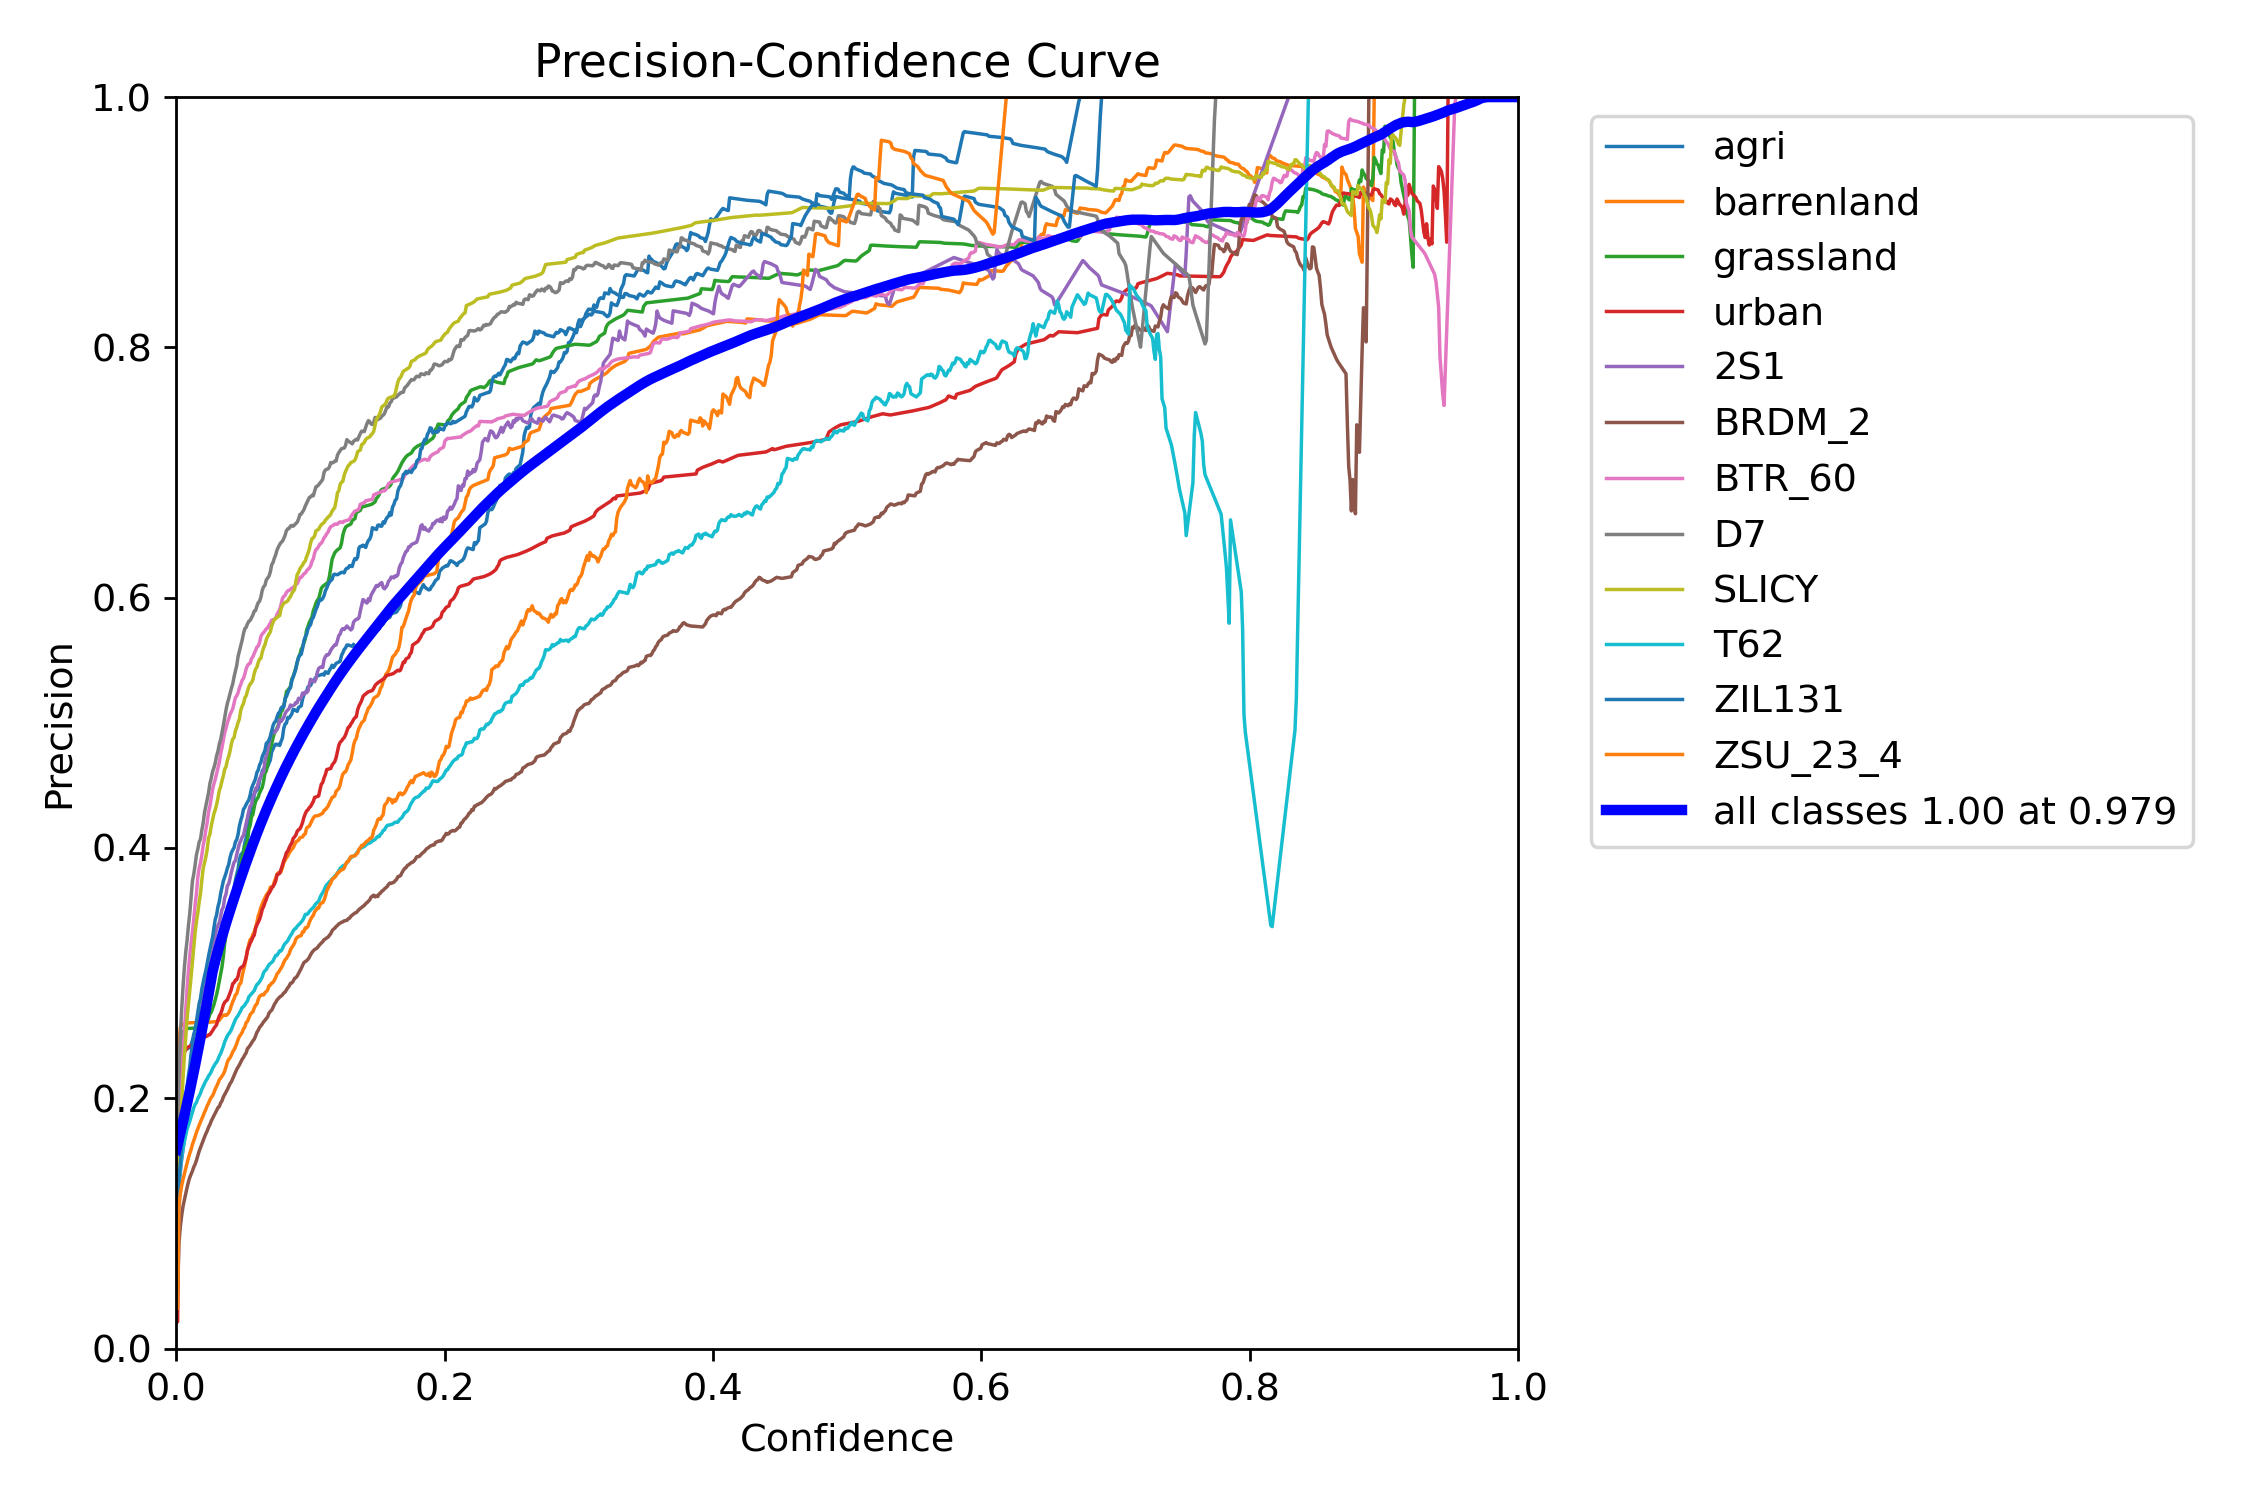 Precision-Confidence Curve
1.0
0.8
0.6
0.4
0.2
0.0
Precision
0.0 0.2 0.4 0.6 0.8 1.0
Confidence
agri
barrenland
grassland
urban
2S1
BRDM_2
BTR_60
D7
SLICY
T62
ZIL131
ZSU_23_4
all classes 1.00 at 0.979